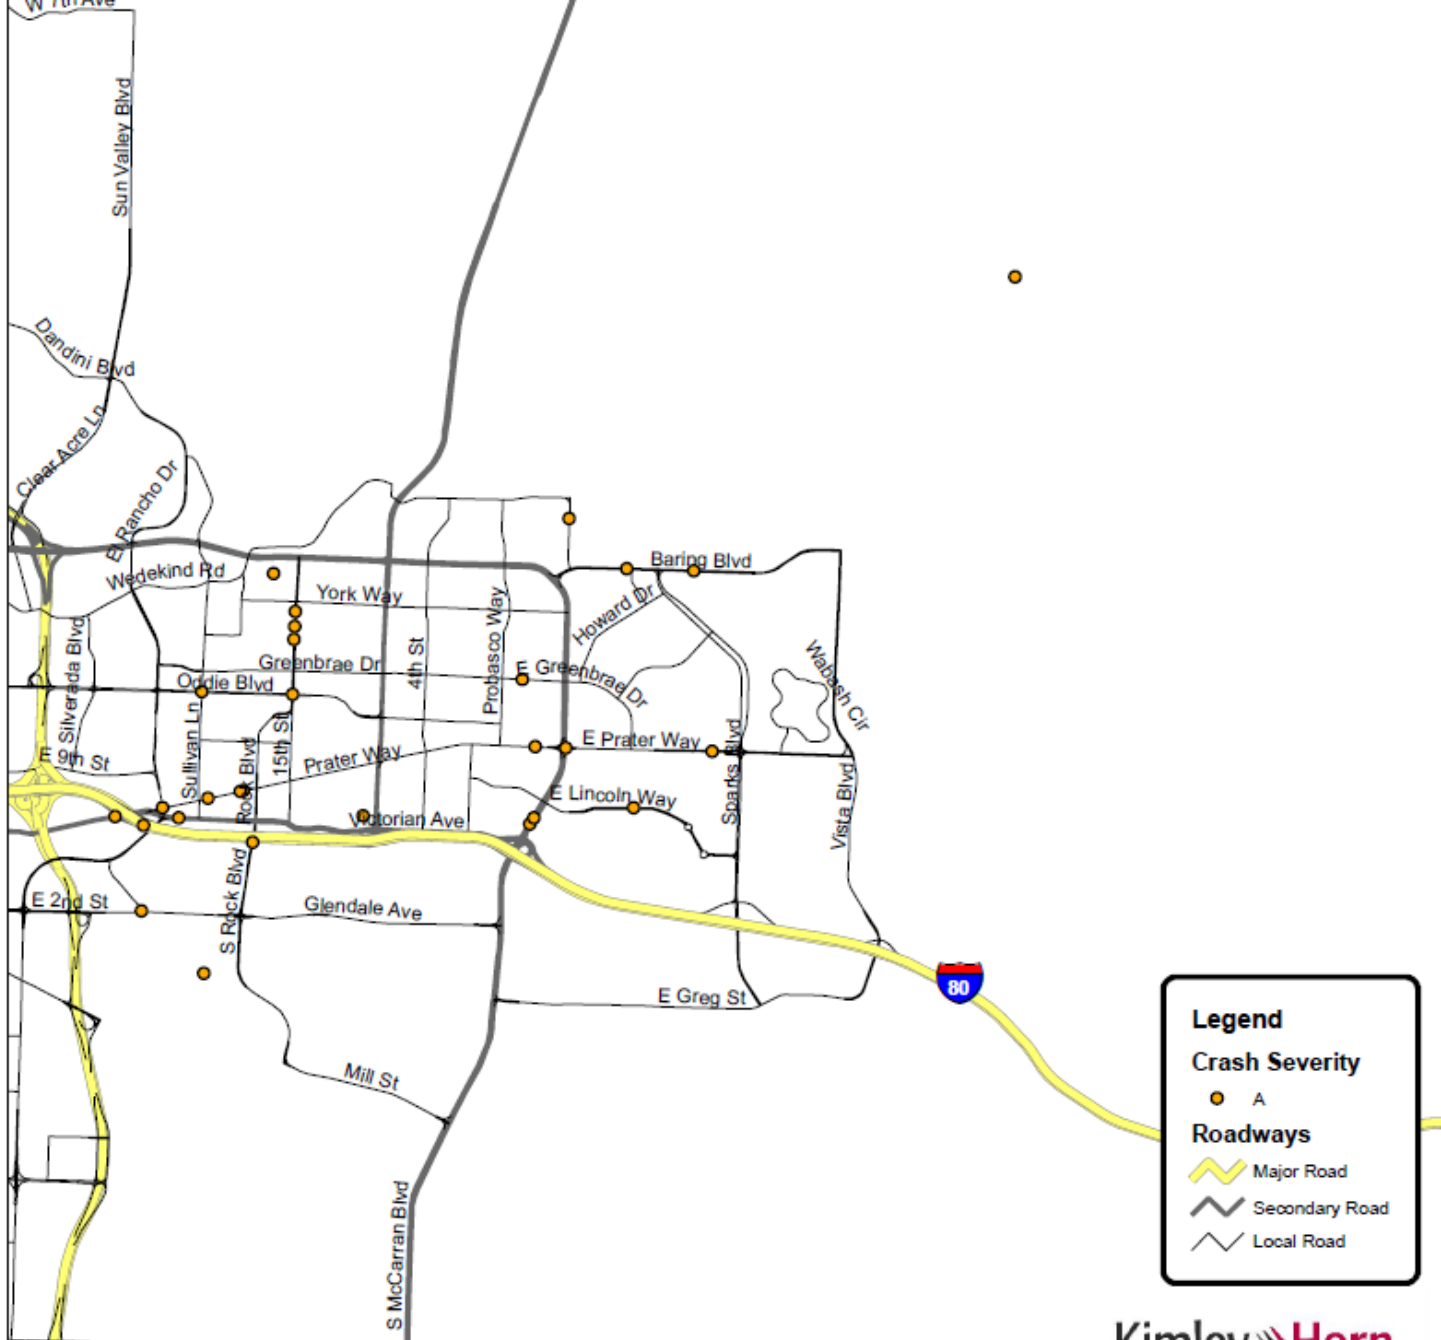 W 7th Ave
Sun Valley Blvd
Dandini Blvd
Clear Acre Ln
El Rancho Dr
Wedekind Rd
Baring Blvd
York Way
Howard Dr
Silverada Blvd
Greenbrae Dr
4th St
Probasco Way
E Greenbrae Dr
Wabash Cir
Oddie Blvd
Sullivan Ln
15th St
E Prater Way
E 9th St
Rock Blvd
Prater Way
Sparks Blvd
Vista Blvd
E Lincoln Way
Victorian Ave
E 2nd St
S Rock Blvd
Glendale Ave
E Greg St
80
Mill St
S McCarran Blvd
Legend
Crash Severity
A
Roadways
Major Road
Secondary Road
Local Road
Kimley Horn